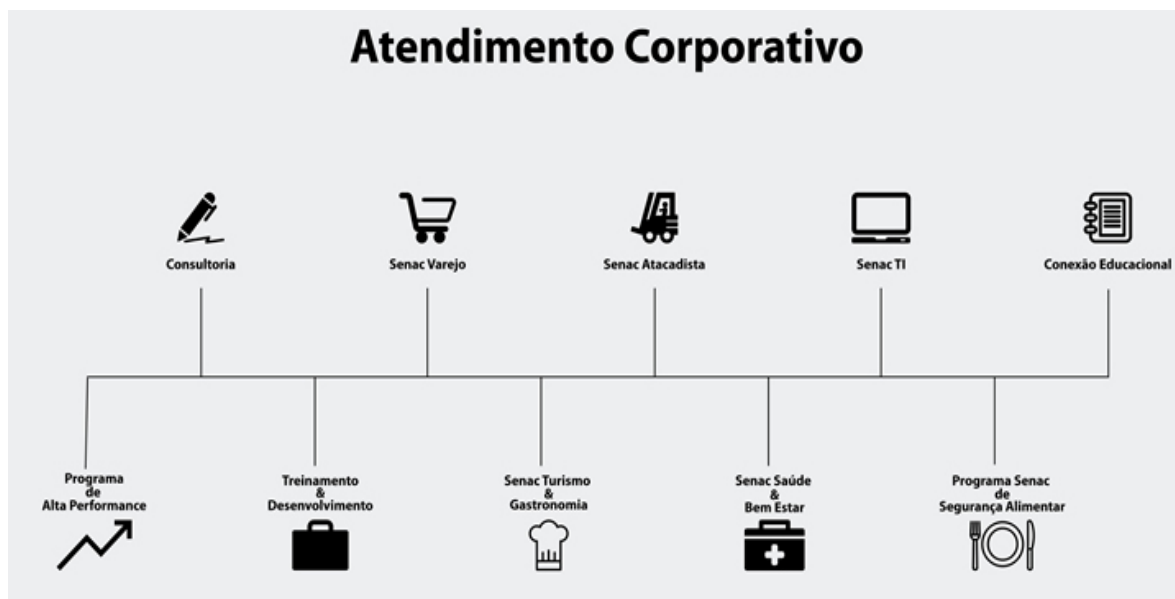 Atendimento Corporativo
Consultoria
Senac Varejo
Senac Atacadista
Senac TI
Conexão Educacional
Programa
de
Alta Performance
Treinamento
&
Desenvolvimento
Senac Turismo
&
Gastronomia
Senac Saúde
&
Bem Estar
Programa Senac
de
Segurança Alimentar